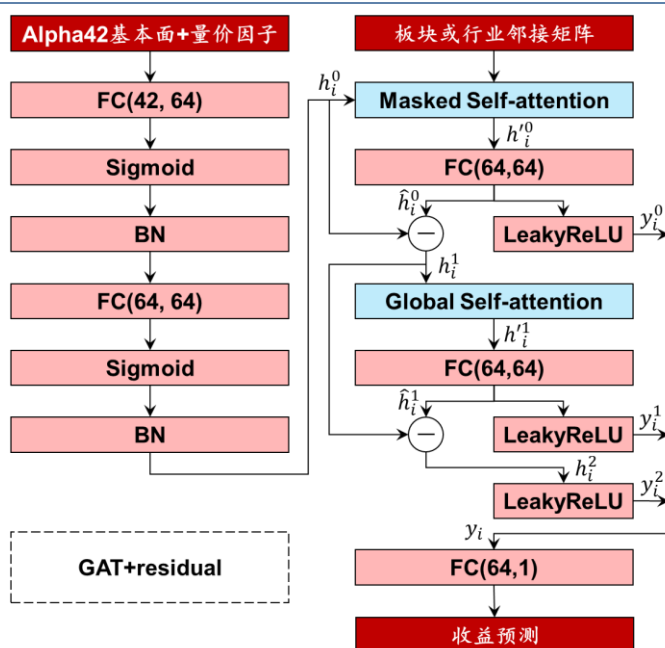 Alpha42基本面+量价因子
FC(42, 64)
Sigmoid
BN
FC(64, 64)
Sigmoid
BN
GAT+residual
板块或行业邻接矩阵
h_i^0
Masked Self-attention
h'_i^0
FC(64,64)
ĥ_i^0
−
LeakyReLU
y_i^0
h_i^1
Global Self-attention
h'_i^1
FC(64,64)
ĥ_i^1
−
LeakyReLU
y_i^1
h_i^2
LeakyReLU
y_i^2
y_i
FC(64,1)
收益预测